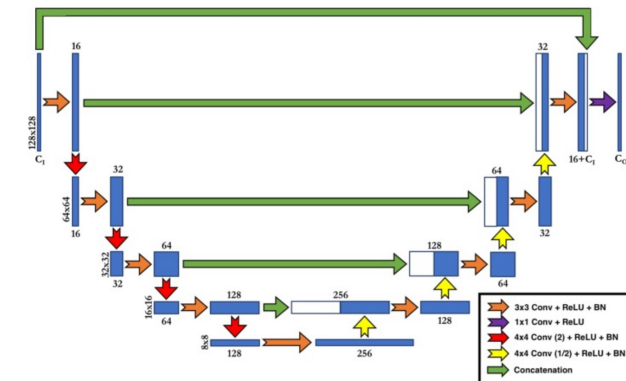 16
32
128x128
C_I
16+C_I
C_O
32
64
64x64
16
32
64
128
32x32
32
64
128
256
16x16
64
128
8x8
128
256
3x3 Conv + ReLU + BN
1x1 Conv + ReLU
4x4 Conv (2) + ReLU + BN
4x4 Conv (1/2) + ReLU + BN
Concatenation